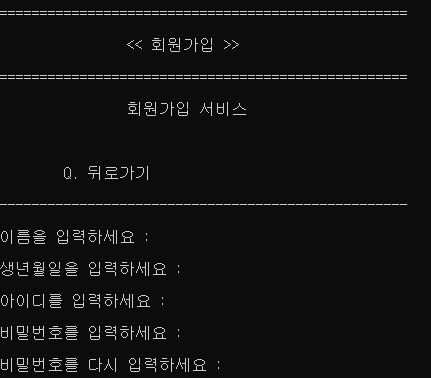 ===================================================
<< 회원가입 >>
===================================================
회원가입 서비스
Q. 뒤로가기
---------------------------------------------------
이름을 입력하세요 :
생년월일을 입력하세요 :
아이디를 입력하세요 :
비밀번호를 입력하세요 :
비밀번호를 다시 입력하세요 :